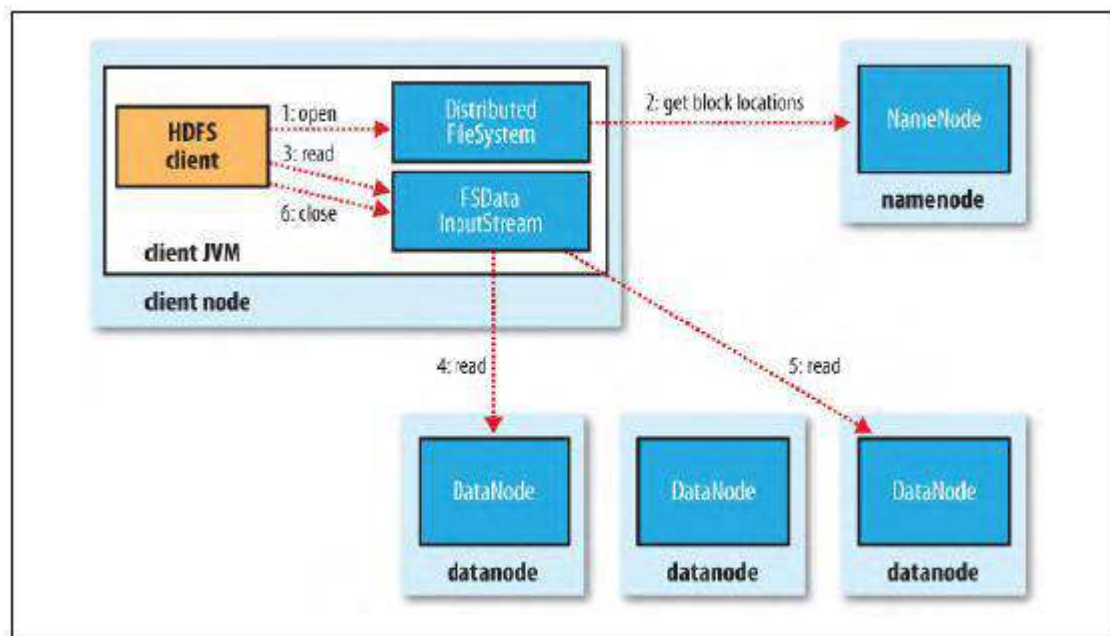 HDFS
client
1: open
3: read
6: close
Distributed
FileSystem
FSData
InputStream
client JVM
client node
2: get block locations
NameNode
namenode
4: read
5: read
DataNode
datanode
DataNode
datanode
DataNode
datanode